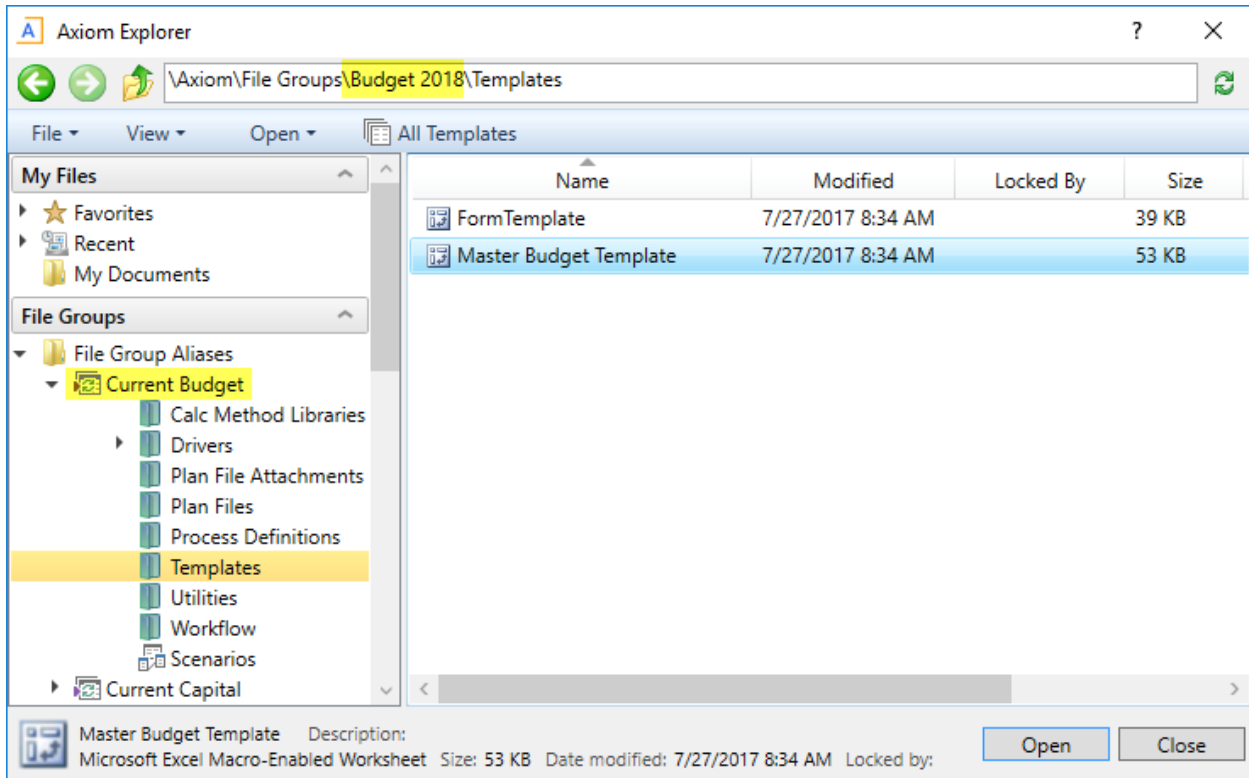 Axiom Explorer
\Axiom\File Groups\Budget 2018\Templates
File View Open All Templates
My Files
Favorites
Recent
My Documents
File Groups
File Group Aliases
Current Budget
Calc Method Libraries
Drivers
Plan File Attachments
Plan Files
Process Definitions
Templates
Utilities
Workflow
Scenarios
Current Capital
Name Modified Locked By Size
FormTemplate 7/27/2017 8:34 AM 39 KB
Master Budget Template 7/27/2017 8:34 AM 53 KB
Master Budget Template Description:
Microsoft Excel Macro-Enabled Worksheet Size: 53 KB Date modified: 7/27/2017 8:34 AM Locked by:
Open Close